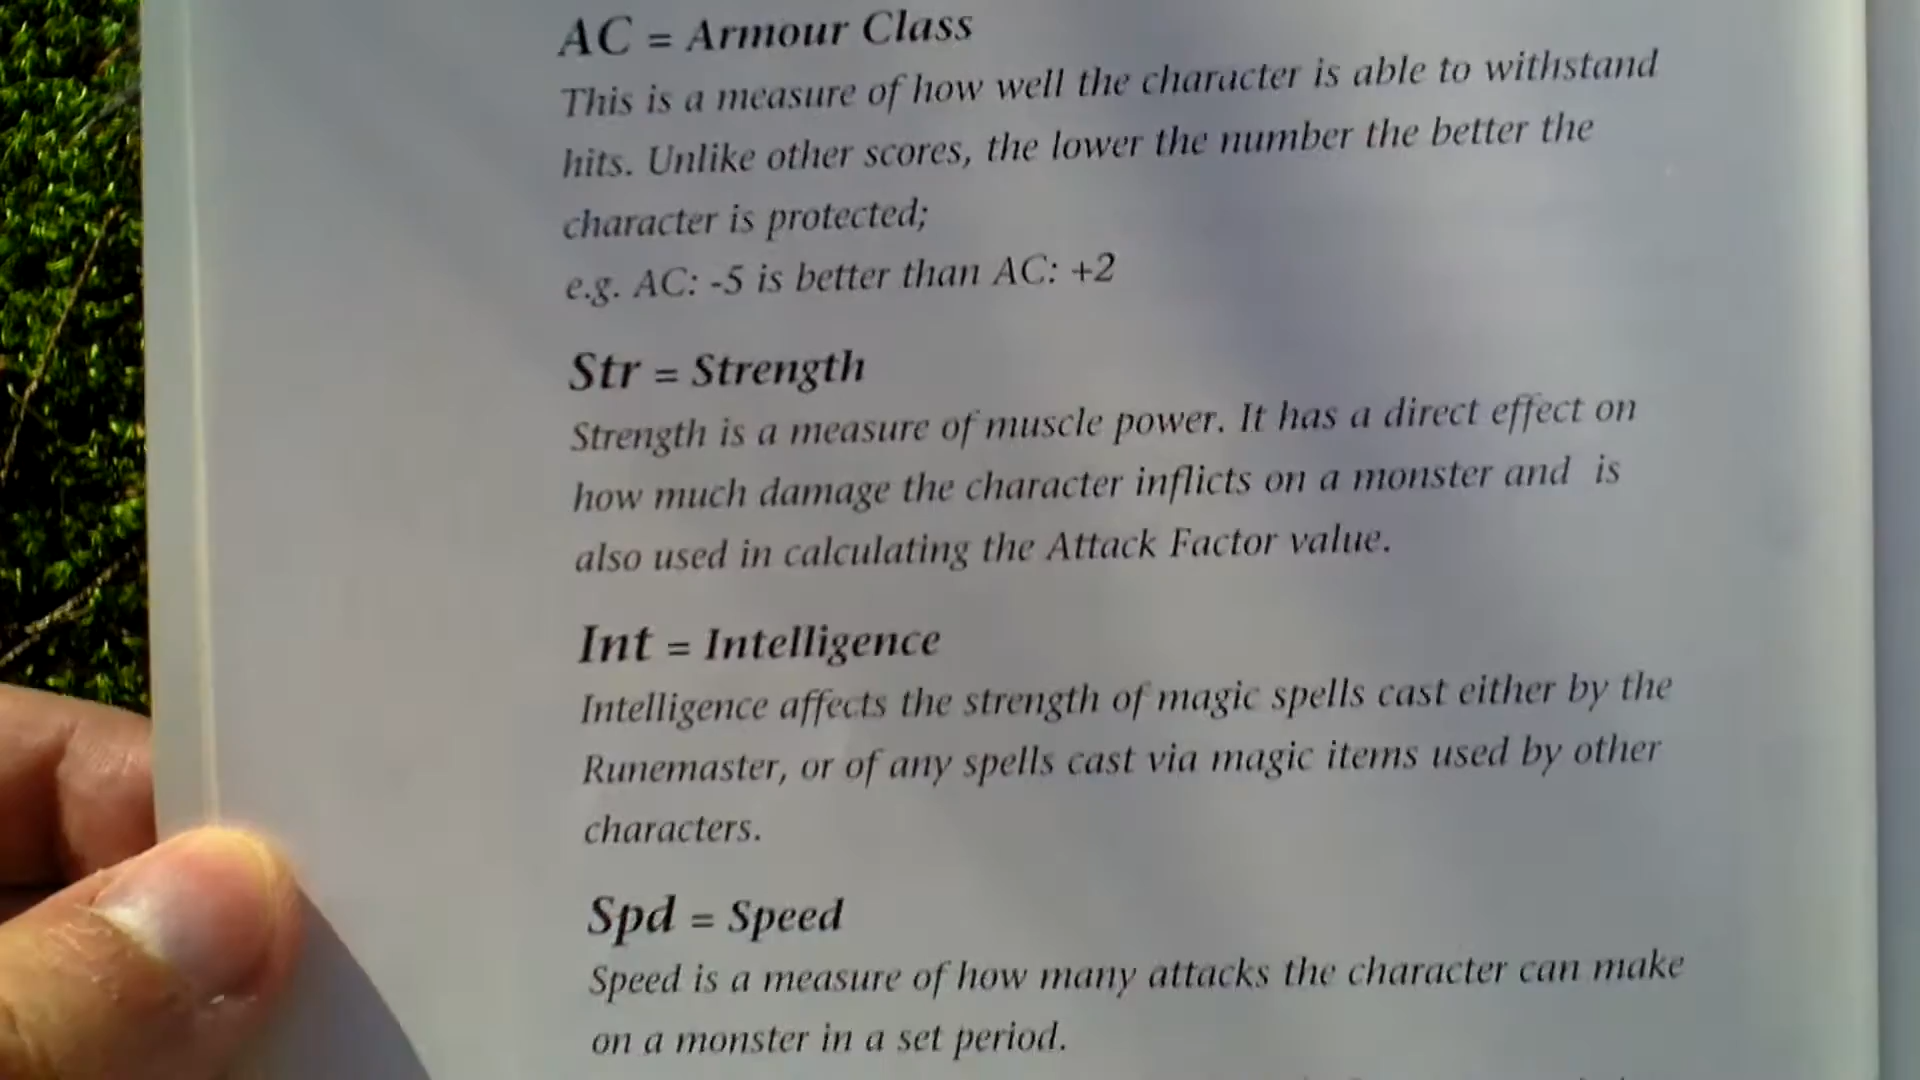 AC = Armour Class
This is a measure of how well the character is able to withstand
hits. Unlike other scores, the lower the number the better the
character is protected;
e.g. AC: -5 is better than AC: +2
Str = Strength
Strength is a measure of muscle power. It has a direct effect on
how much damage the character inflicts on a monster and is
also used in calculating the Attack Factor value.
Int = Intelligence
Intelligence affects the strength of magic spells cast either by the
Runemaster, or of any spells cast via magic items used by other
characters.
Spd = Speed
Speed is a measure of how many attacks the character can make
on a monster in a set period.